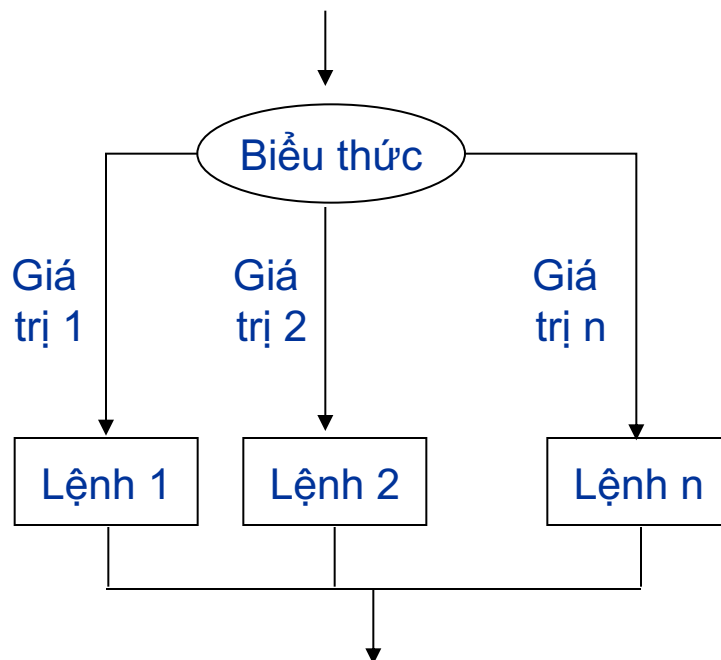 Biểu thức
Giá
trị 1
Giá
trị 2
Giá
trị n
Lệnh 1
Lệnh 2
Lệnh n